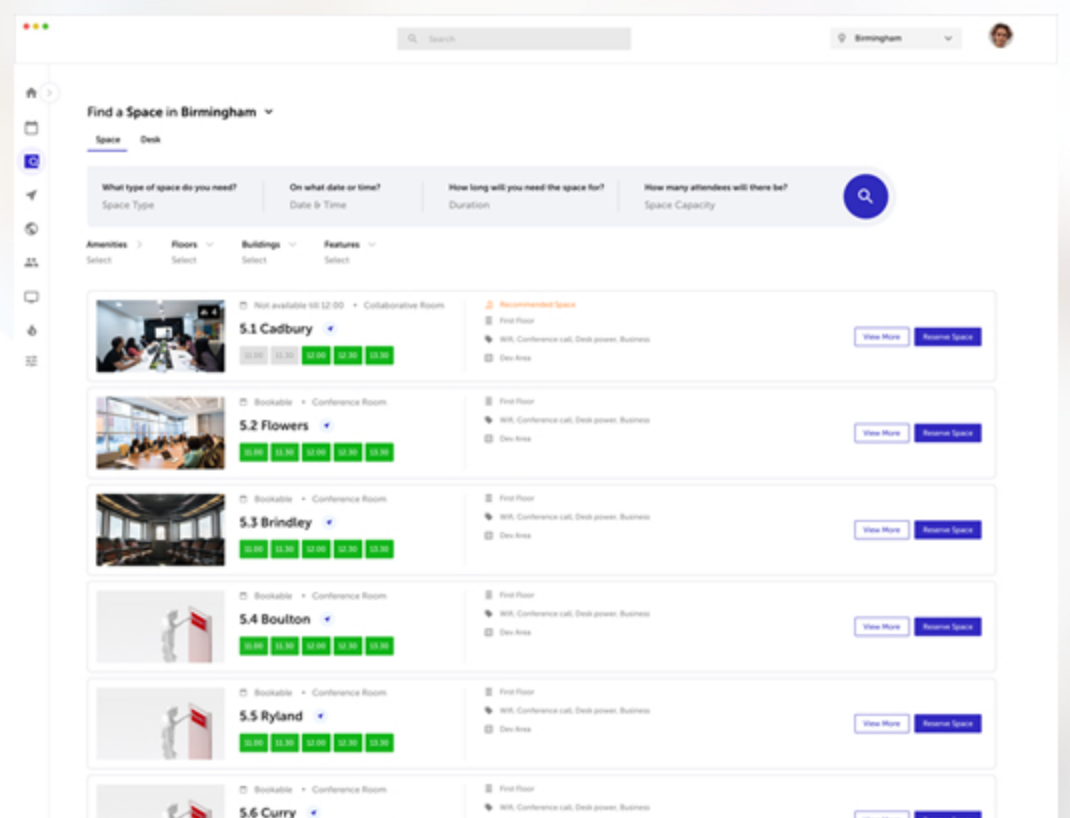 Search
Birmingham
Find a Space in Birmingham
Space Desk
What type of space do you need?
Space Type
On what date or time?
Date & Time
How long will you need the space for?
Duration
How many attendees will there be?
Space Capacity
Amenities
Select
Floors
Select
Buildings
Select
Features
Select
Not available till 12:00 • Collaborative Room
5.1 Cadbury
11.00 11.30 12.00 12.30 13.30
Recommended Space
First Floor
Wifi, Conference call, Desk power, Business
Dev Area
View More Reserve Space
Bookable • Conference Room
5.2 Flowers
11.00 11.30 12.00 12.30 13.30
First Floor
Wifi, Conference call, Desk power, Business
Dev Area
View More Reserve Space
Bookable • Conference Room
5.3 Brindley
11.00 11.30 12.00 12.30 13.30
First Floor
Wifi, Conference call, Desk power, Business
Dev Area
View More Reserve Space
Bookable • Conference Room
5.4 Boulton
11.00 11.30 12.00 12.30 13.30
First Floor
Wifi, Conference call, Desk power, Business
Dev Area
View More Reserve Space
Bookable • Conference Room
5.5 Ryland
11.00 11.30 12.00 12.30 13.30
First Floor
Wifi, Conference call, Desk power, Business
Dev Area
View More Reserve Space
Bookable • Conference Room
5.6 Curry
First Floor
Wifi, Conference call, Desk power, Business